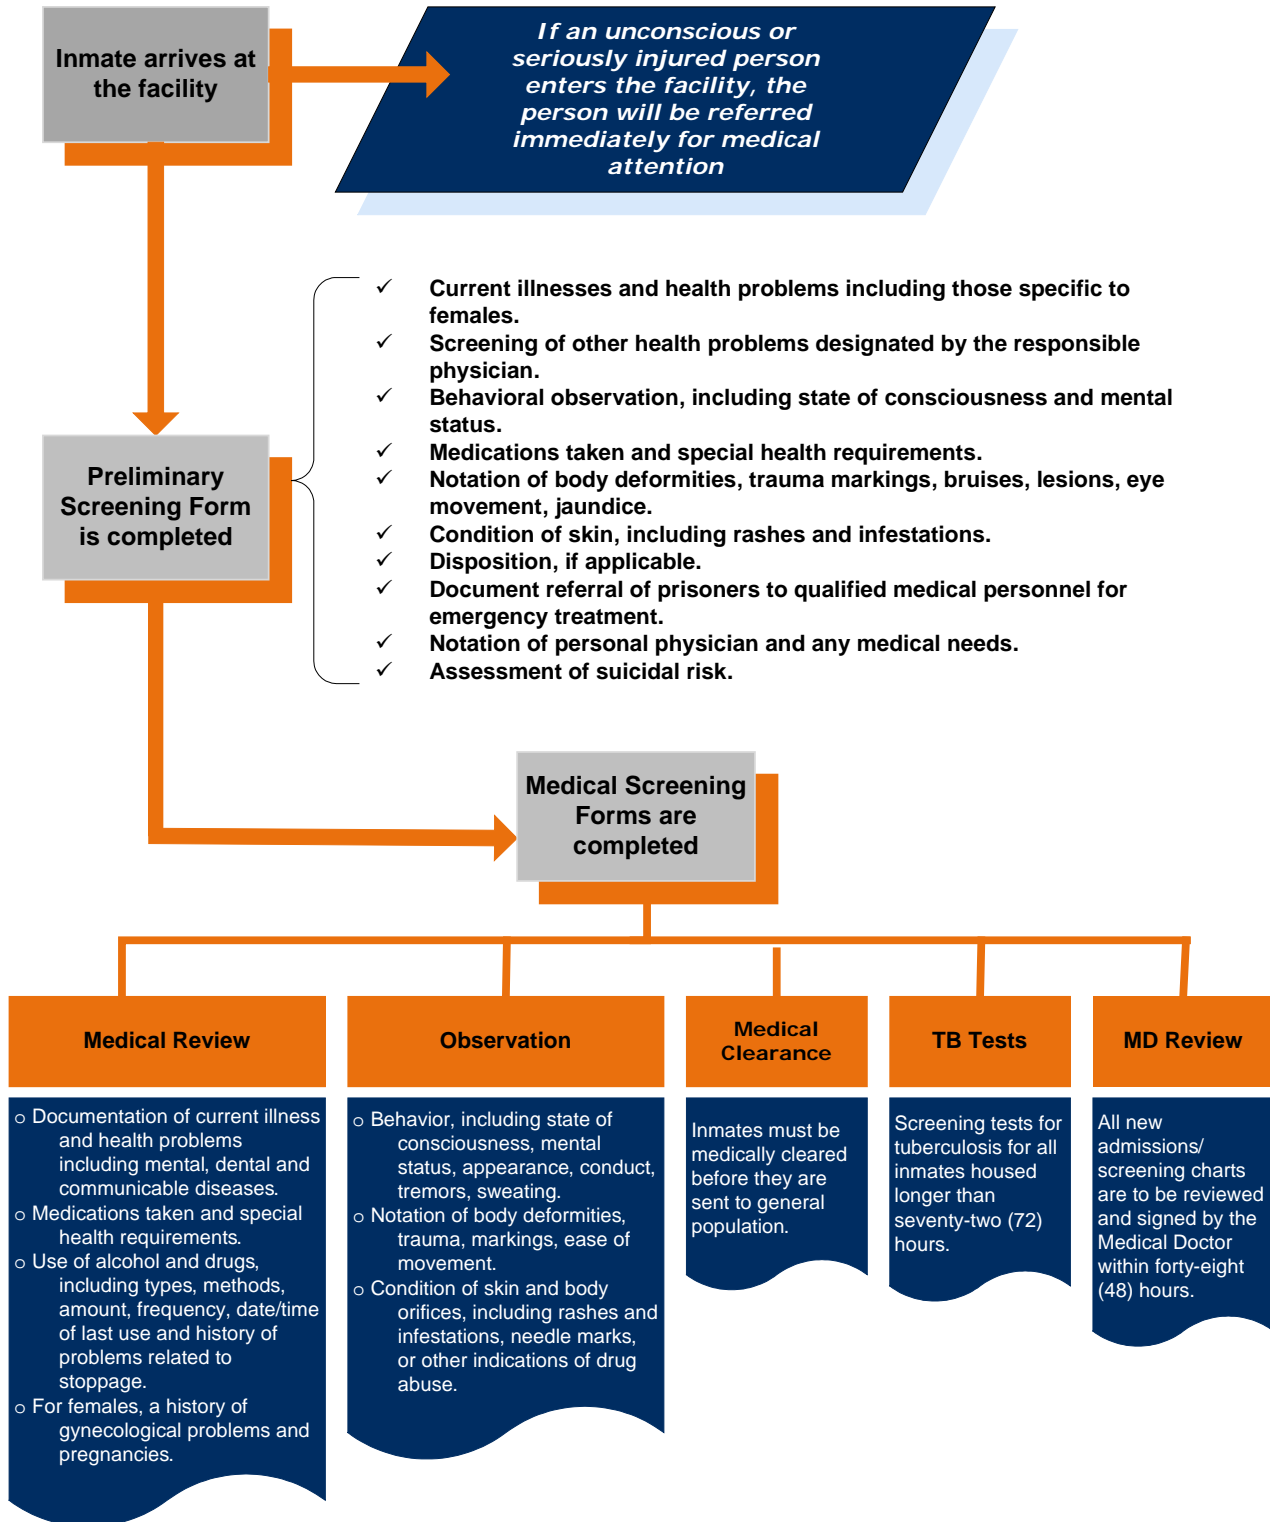 Inmate arrives at
the facility
If an unconscious or
seriously injured person
enters the facility, the
person will be referred
immediately for medical
attention
✓ Current illnesses and health problems including those specific to
females.
✓ Screening of other health problems designated by the responsible
physician.
✓ Behavioral observation, including state of consciousness and mental
status.
✓ Medications taken and special health requirements.
✓ Notation of body deformities, trauma markings, bruises, lesions, eye
movement, jaundice.
✓ Condition of skin, including rashes and infestations.
✓ Disposition, if applicable.
✓ Document referral of prisoners to qualified medical personnel for
emergency treatment.
✓ Notation of personal physician and any medical needs.
✓ Assessment of suicidal risk.
Preliminary
Screening Form
is completed
Medical Screening
Forms are
completed
Medical Review
o Documentation of current illness
and health problems
including mental, dental and
communicable diseases.
o Medications taken and special
health requirements.
o Use of alcohol and drugs,
including types, methods,
amount, frequency, date/time
of last use and history of
problems related to
stoppage.
o For females, a history of
gynecological problems and
pregnancies.
Observation
o Behavior, including state of
consciousness, mental
status, appearance, conduct,
tremors, sweating.
o Notation of body deformities,
trauma, markings, ease of
movement.
o Condition of skin and body
orifices, including rashes and
infestations, needle marks,
or other indications of drug
abuse.
Medical
Clearance
Inmates must be
medically cleared
before they are
sent to general
population.
TB Tests
Screening tests for
tuberculosis for all
inmates housed
longer than
seventy-two (72)
hours.
MD Review
All new
admissions/
screening charts
are to be reviewed
and signed by the
Medical Doctor
within forty-eight
(48) hours.